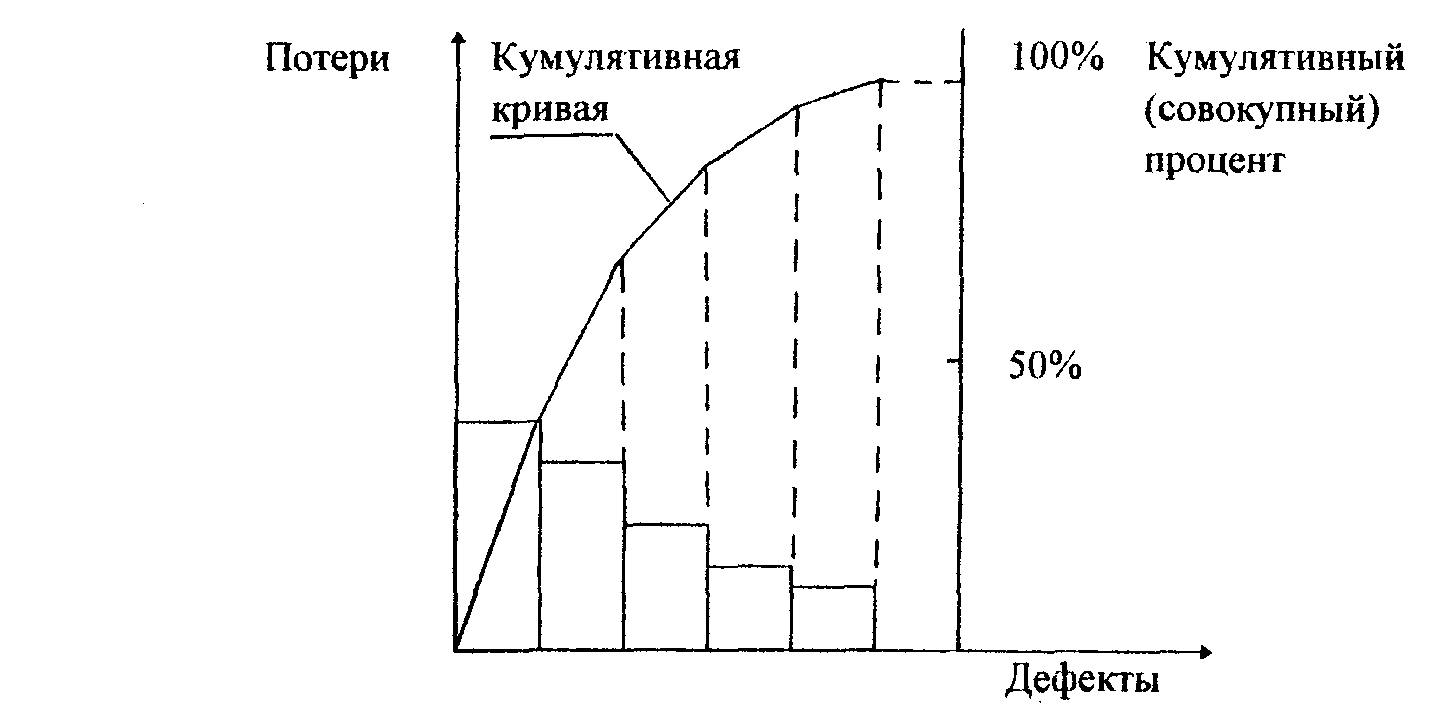 Потери
Кумулятивная
кривая
100%
Кумулятивный
(совокупный)
процент
50%
Дефекты